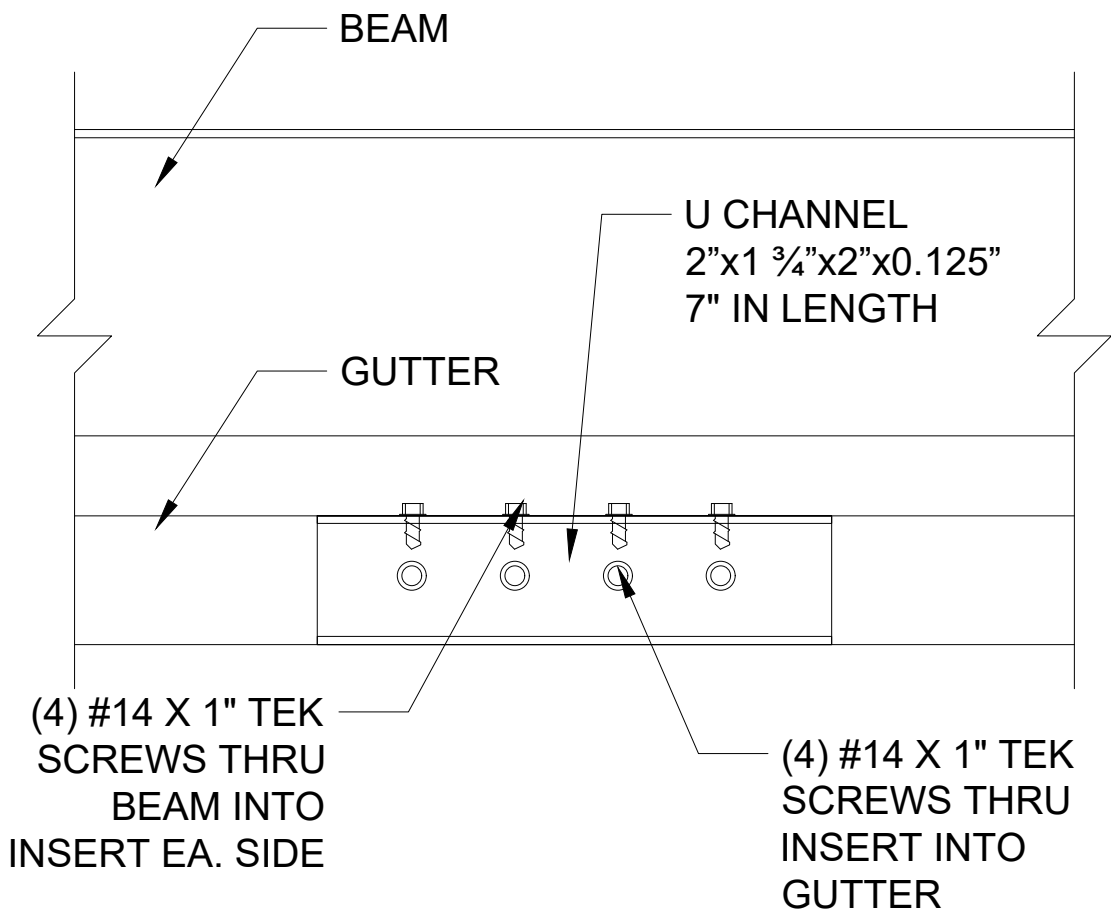 BEAM
U CHANNEL
2”x1 ¾”x2”x0.125”
7" IN LENGTH
GUTTER
(4) #14 X 1" TEK
SCREWS THRU
BEAM INTO
INSERT EA. SIDE
(4) #14 X 1" TEK
SCREWS THRU
INSERT INTO
GUTTER